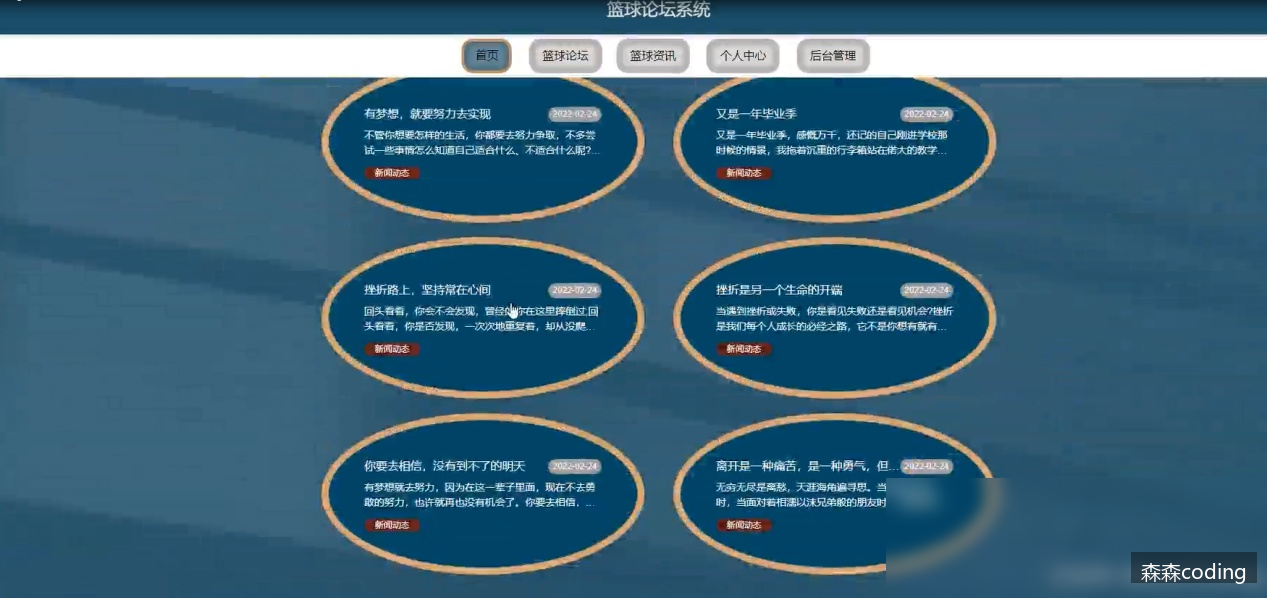 篮球论坛系统
首页 篮球论坛 篮球资讯 个人中心 后台管理
有梦想，就要努力去实现 2022-02-24
不管你想要怎样的生活，你都要去努力争取，不多尝
试一些事情怎么知道自己适合什么、不适合什么呢?...
新闻动态
又是一年毕业季 2022-02-24
又是一年毕业季，感慨万千，还记的自己刚进学校那
时候的情景，我拖着沉重的行李箱站在偌大的教学...
新闻动态
挫折路上，坚持常在心间 2022-02-24
回头看看，你会不会发现，曾经的你在这里摔倒过;回
头看看，你是否发现，一次次地重复着，却从没爬...
新闻动态
挫折是另一个生命的开端 2022-02-24
当遇到挫折或失败，你是看见失败还是看见机会?挫折
是我们每个人成长的必经之路，它不是你想有就有...
新闻动态
你要去相信，没有到不了的明天 2022-02-24
有梦想就去努力，因为在这一辈子里面，现在不去勇
敢的努力，也许就再也没有机会了。你要去相信，...
新闻动态
离开是一种痛苦，是一种勇气，但... 2022-02-24
无穷无尽是离愁，天涯海角遍寻思。当
时，当面对着相濡以沫兄弟般的朋友时
新闻动态
森森coding